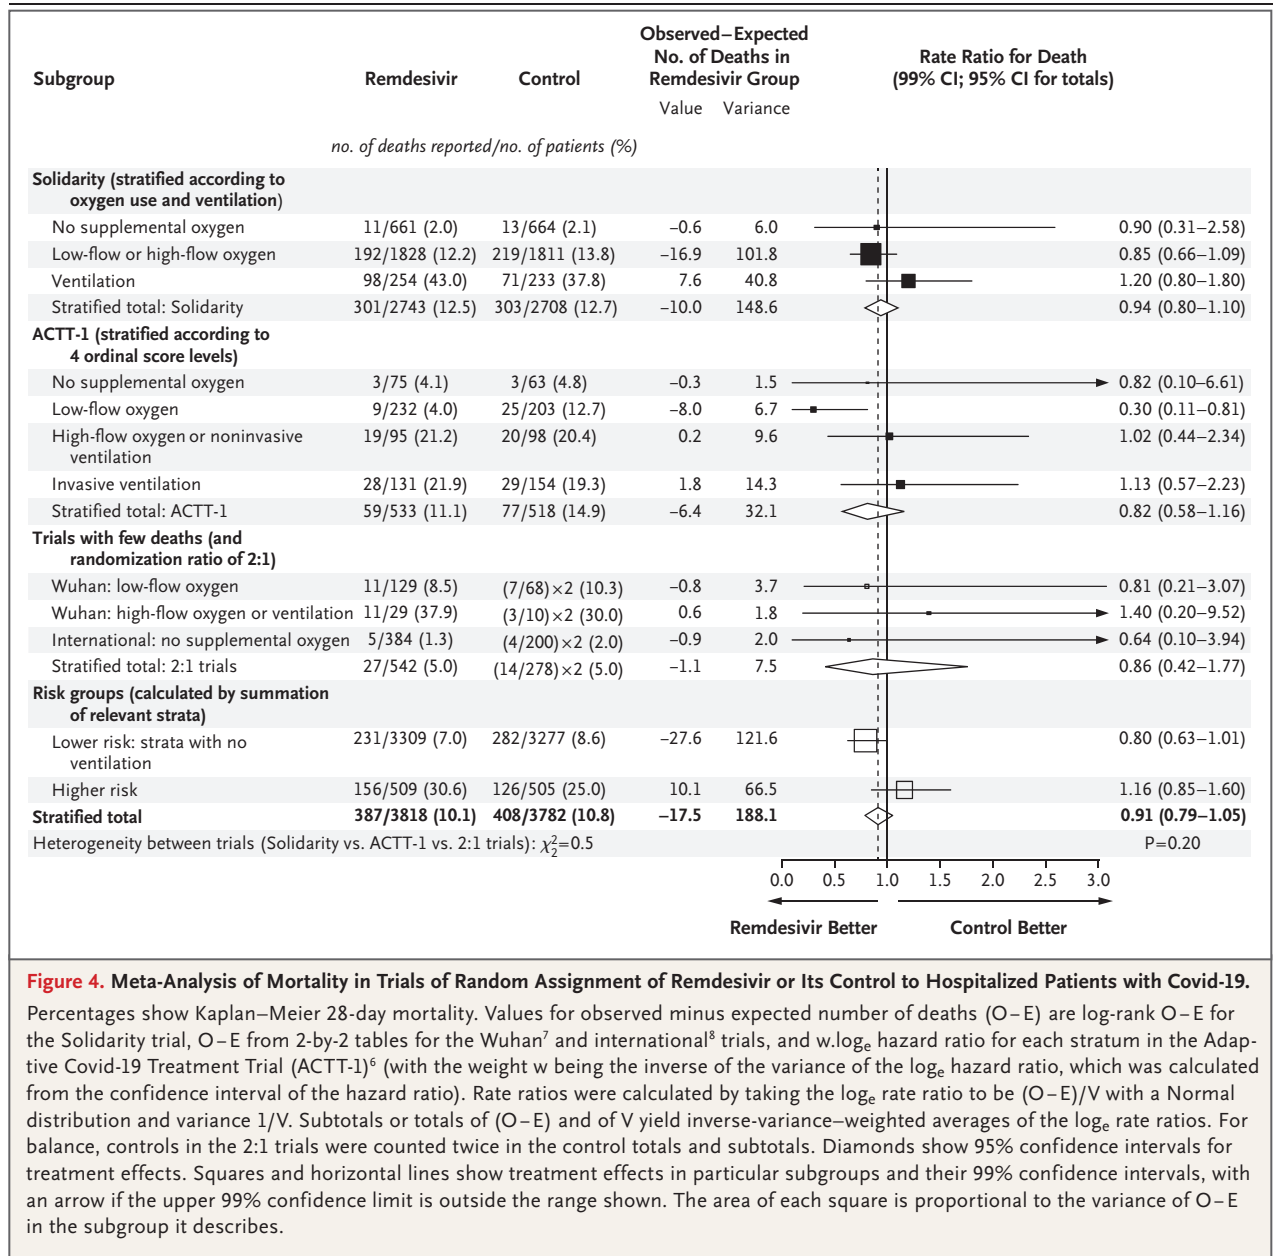 Observed–Expected
No. of Deaths in
Remdesivir Group
Rate Ratio for Death
(99% CI; 95% CI for totals)
Subgroup Remdesivir Control
Value Variance
no. of deaths reported/no. of patients (%)
Solidarity (stratified according to
oxygen use and ventilation)
No supplemental oxygen 11/661 (2.0) 13/664 (2.1) −0.6 6.0 0.90 (0.31–2.58)
Low-flow or high-flow oxygen 192/1828 (12.2) 219/1811 (13.8) −16.9 101.8 0.85 (0.66–1.09)
Ventilation 98/254 (43.0) 71/233 (37.8) 7.6 40.8 1.20 (0.80–1.80)
Stratified total: Solidarity 301/2743 (12.5) 303/2708 (12.7) −10.0 148.6 0.94 (0.80–1.10)
ACTT-1 (stratified according to
4 ordinal score levels)
No supplemental oxygen 3/75 (4.1) 3/63 (4.8) −0.3 1.5 0.82 (0.10–6.61)
Low-flow oxygen 9/232 (4.0) 25/203 (12.7) −8.0 6.7 0.30 (0.11–0.81)
High-flow oxygen or noninvasive 19/95 (21.2) 20/98 (20.4) 0.2 9.6 1.02 (0.44–2.34)
ventilation
Invasive ventilation 28/131 (21.9) 29/154 (19.3) 1.8 14.3 1.13 (0.57–2.23)
Stratified total: ACTT-1 59/533 (11.1) 77/518 (14.9) −6.4 32.1 0.82 (0.58–1.16)
Trials with few deaths (and
randomization ratio of 2:1)
Wuhan: low-flow oxygen 11/129 (8.5) (7/68)×2 (10.3) −0.8 3.7 0.81 (0.21–3.07)
Wuhan: high-flow oxygen or ventilation 11/29 (37.9) (3/10)×2 (30.0) 0.6 1.8 1.40 (0.20–9.52)
International: no supplemental oxygen 5/384 (1.3) (4/200)×2 (2.0) −0.9 2.0 0.64 (0.10–3.94)
Stratified total: 2:1 trials 27/542 (5.0) (14/278)×2 (5.0) −1.1 7.5 0.86 (0.42–1.77)
Risk groups (calculated by summation
of relevant strata)
Lower risk: strata with no 231/3309 (7.0) 282/3277 (8.6) −27.6 121.6 0.80 (0.63–1.01)
ventilation
Higher risk 156/509 (30.6) 126/505 (25.0) 10.1 66.5 1.16 (0.85–1.60)
Stratified total 387/3818 (10.1) 408/3782 (10.8) −17.5 188.1 0.91 (0.79–1.05)
Heterogeneity between trials (Solidarity vs. ACTT-1 vs. 2:1 trials): χ²₂=0.5 P=0.20
0.0 0.5 1.0 1.5 2.0 2.5 3.0
Remdesivir Better Control Better
Figure 4. Meta-Analysis of Mortality in Trials of Random Assignment of Remdesivir or Its Control to Hospitalized Patients with Covid-19.
Percentages show Kaplan–Meier 28-day mortality. Values for observed minus expected number of deaths (O–E) are log-rank O–E for
the Solidarity trial, O–E from 2-by-2 tables for the Wuhan⁷ and international⁸ trials, and w.logₑ hazard ratio for each stratum in the Adap-
tive Covid-19 Treatment Trial (ACTT-1)⁶ (with the weight w being the inverse of the variance of the logₑ hazard ratio, which was calculated
from the confidence interval of the hazard ratio). Rate ratios were calculated by taking the logₑ rate ratio to be (O–E)/V with a Normal
distribution and variance 1/V. Subtotals or totals of (O–E) and of V yield inverse-variance–weighted averages of the logₑ rate ratios. For
balance, controls in the 2:1 trials were counted twice in the control totals and subtotals. Diamonds show 95% confidence intervals for
treatment effects. Squares and horizontal lines show treatment effects in particular subgroups and their 99% confidence intervals, with
an arrow if the upper 99% confidence limit is outside the range shown. The area of each square is proportional to the variance of O–E
in the subgroup it describes.